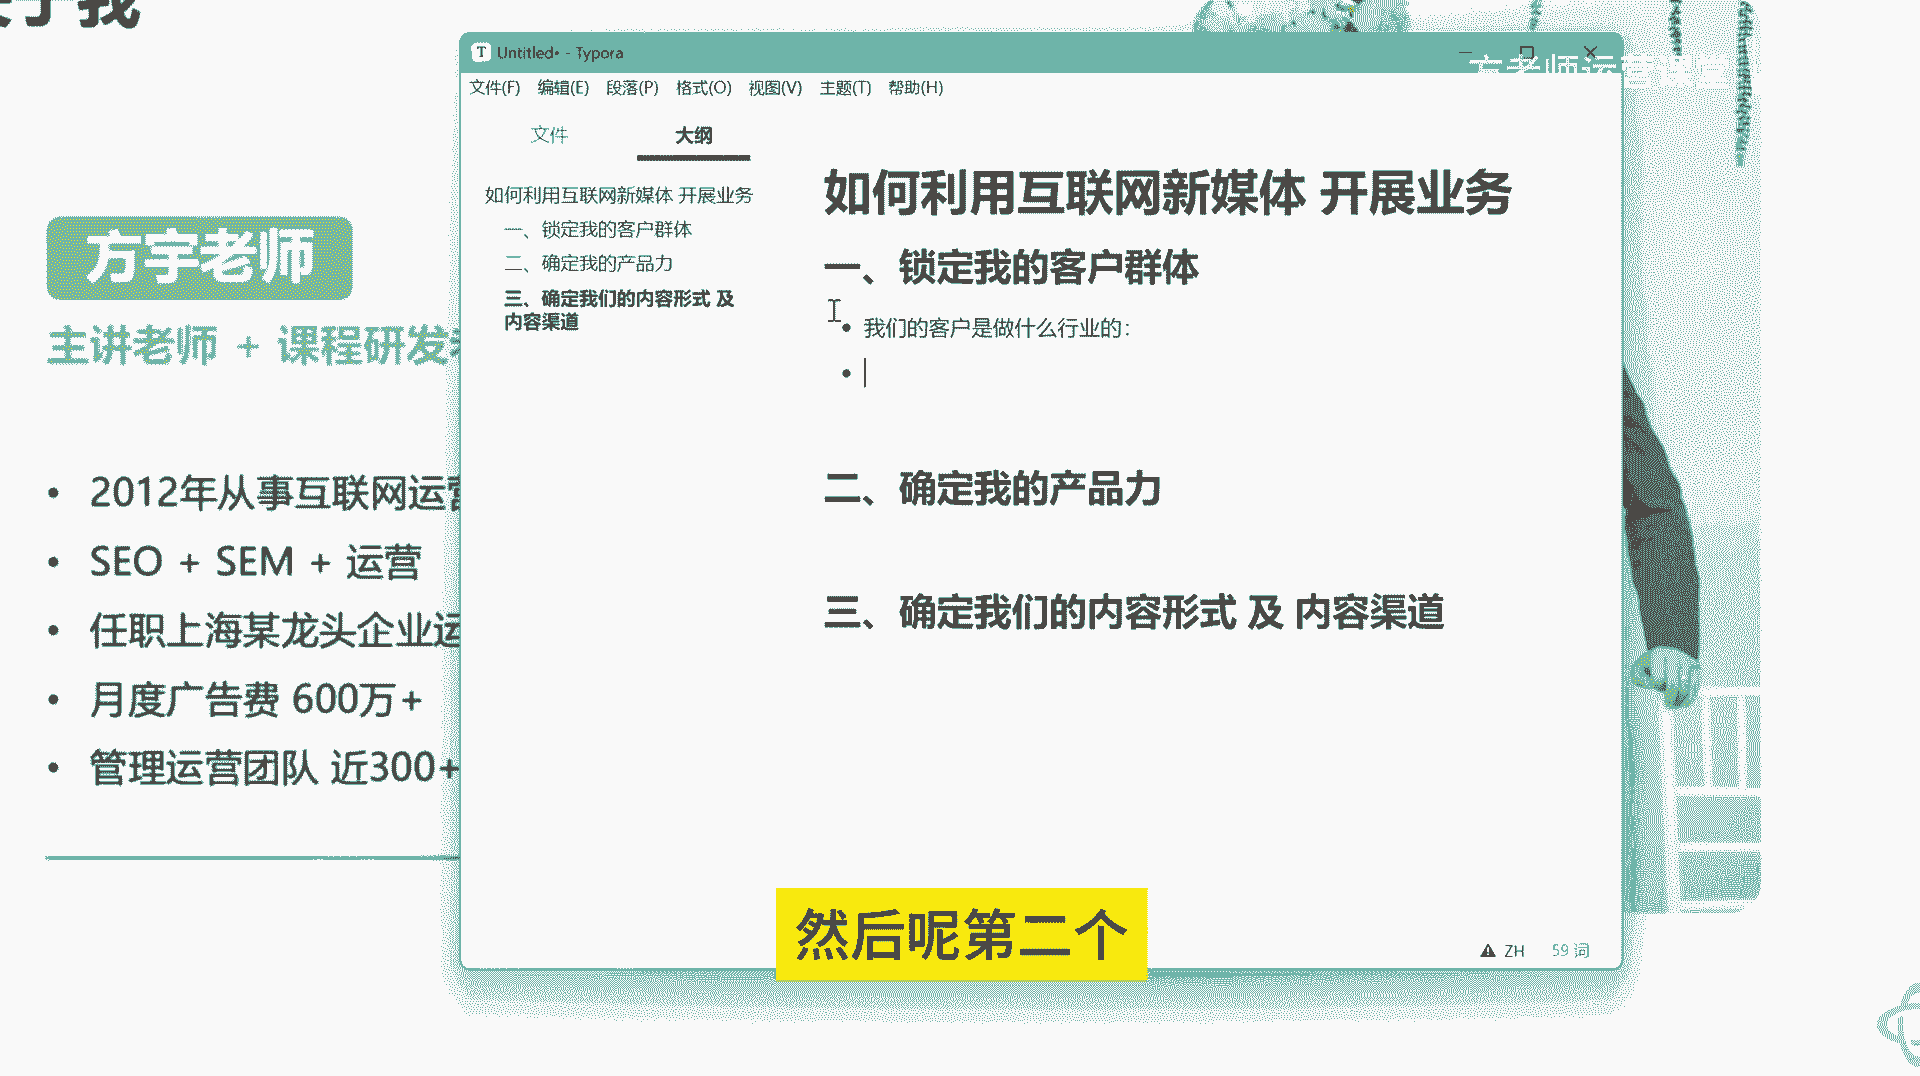 我
方宇老师
主讲老师 + 课程研发
2012年从事互联网运营
SEO + SEM + 运营
任职上海某龙头企业运
月度广告费 600万+
管理运营团队 近300+
Untitled• - Typora
方老师运营课堂
文件(F) 编辑(E) 段落(P) 格式(O) 视图(V) 主题(T) 帮助(H)
文件 大纲
如何利用互联网新媒体 开展业务
一、锁定我的客户群体
二、确定我的产品力
三、确定我们的内容形式 及
内容渠道
如何利用互联网新媒体 开展业务
一、锁定我的客户群体
我们的客户是做什么行业的：
二、确定我的产品力
三、确定我们的内容形式 及 内容渠道
然后呢第二个
ZH 59 词